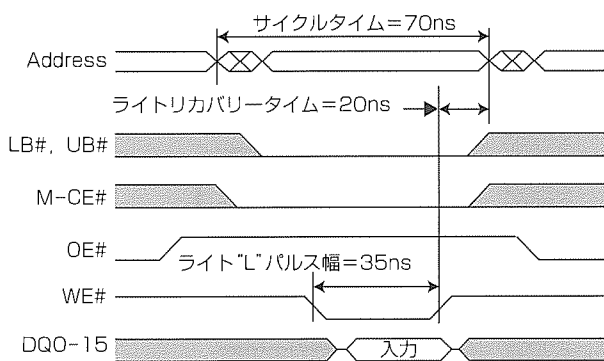 サイクルタイム=70ns
Address
ライトリカバリータイム=20ns
LB#, UB#
M-CE#
OE#
ライト"L"パルス幅=35ns
WE#
DQ0-15
入力